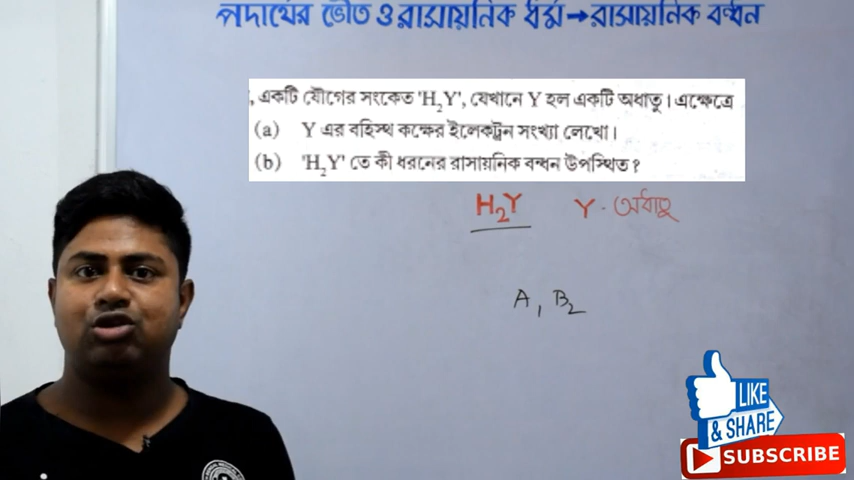 পদার্থের ভৌত ও রাসায়নিক ধর্ম → রাসায়নিক বন্ধন
, একটি যৌগের সংকেত 'H₂Y', যেখানে Y হল একটি অধাতু। এক্ষেত্রে
(a) Y এর বহিস্থ কক্ষের ইলেকট্রন সংখ্যা লেখো।
(b) 'H₂Y' তে কী ধরনের রাসায়নিক বন্ধন উপস্থিত?
H₂Y Y - অধাতু
A₁ B₂
LIKE
& SHARE
SUBSCRIBE